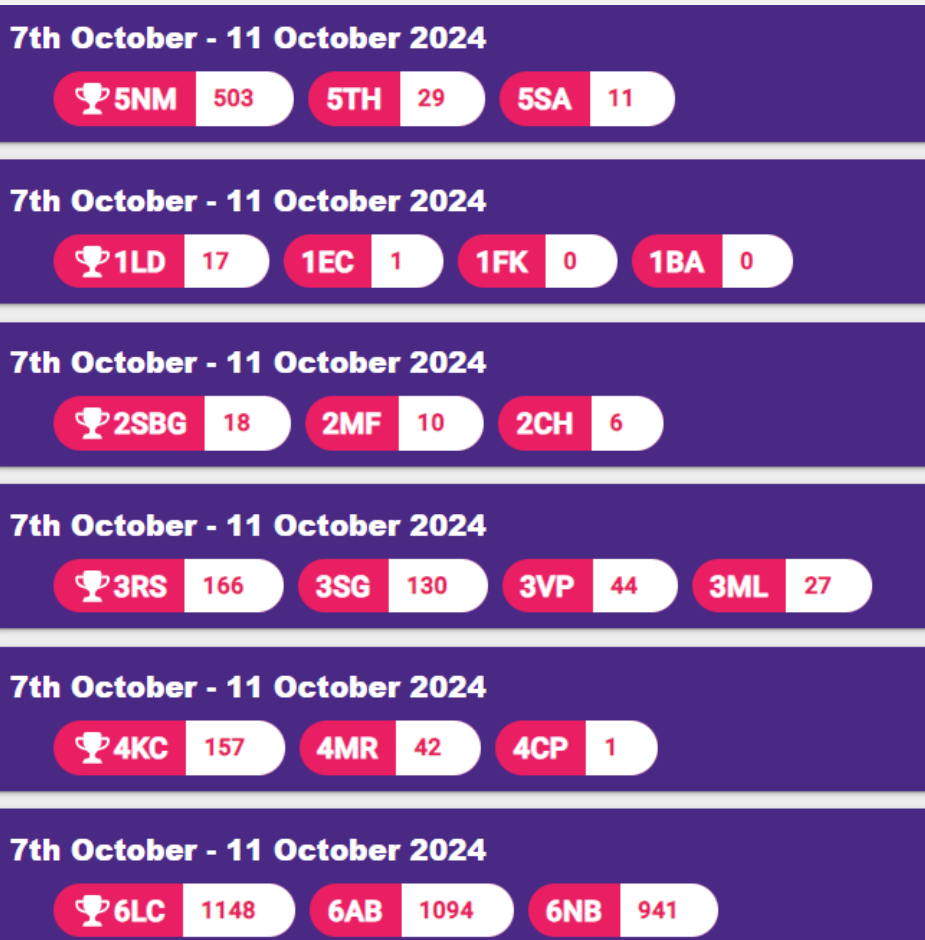 7th October - 11 October 2024
5NM 503 5TH 29 5SA 11
7th October - 11 October 2024
1LD 17 1EC 1 1FK 0 1BA 0
7th October - 11 October 2024
2SBG 18 2MF 10 2CH 6
7th October - 11 October 2024
3RS 166 3SG 130 3VP 44 3ML 27
7th October - 11 October 2024
4KC 157 4MR 42 4CP 1
7th October - 11 October 2024
6LC 1148 6AB 1094 6NB 941